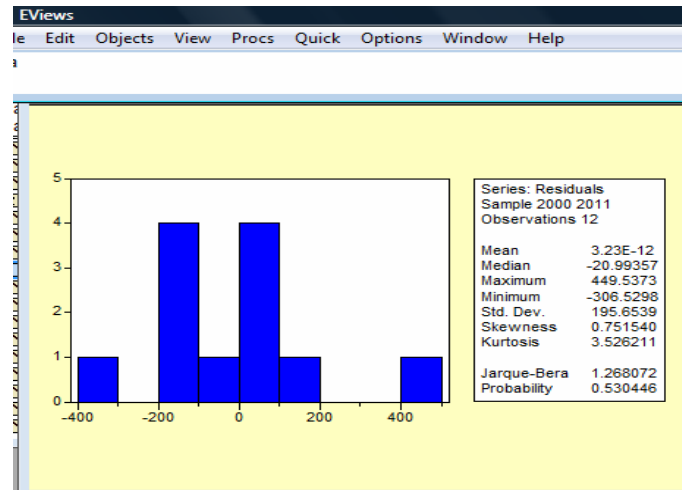 EViews
le Edit Objects View Procs Quick Options Window Help
5
4
3
2
1
0
-400 -200 0 200 400
Series: Residuals
Sample 2000 2011
Observations 12
Mean 3.23E-12
Median -20.99357
Maximum 449.5373
Minimum -306.5298
Std. Dev. 195.6539
Skewness 0.751540
Kurtosis 3.526211
Jarque-Bera 1.268072
Probability 0.530446